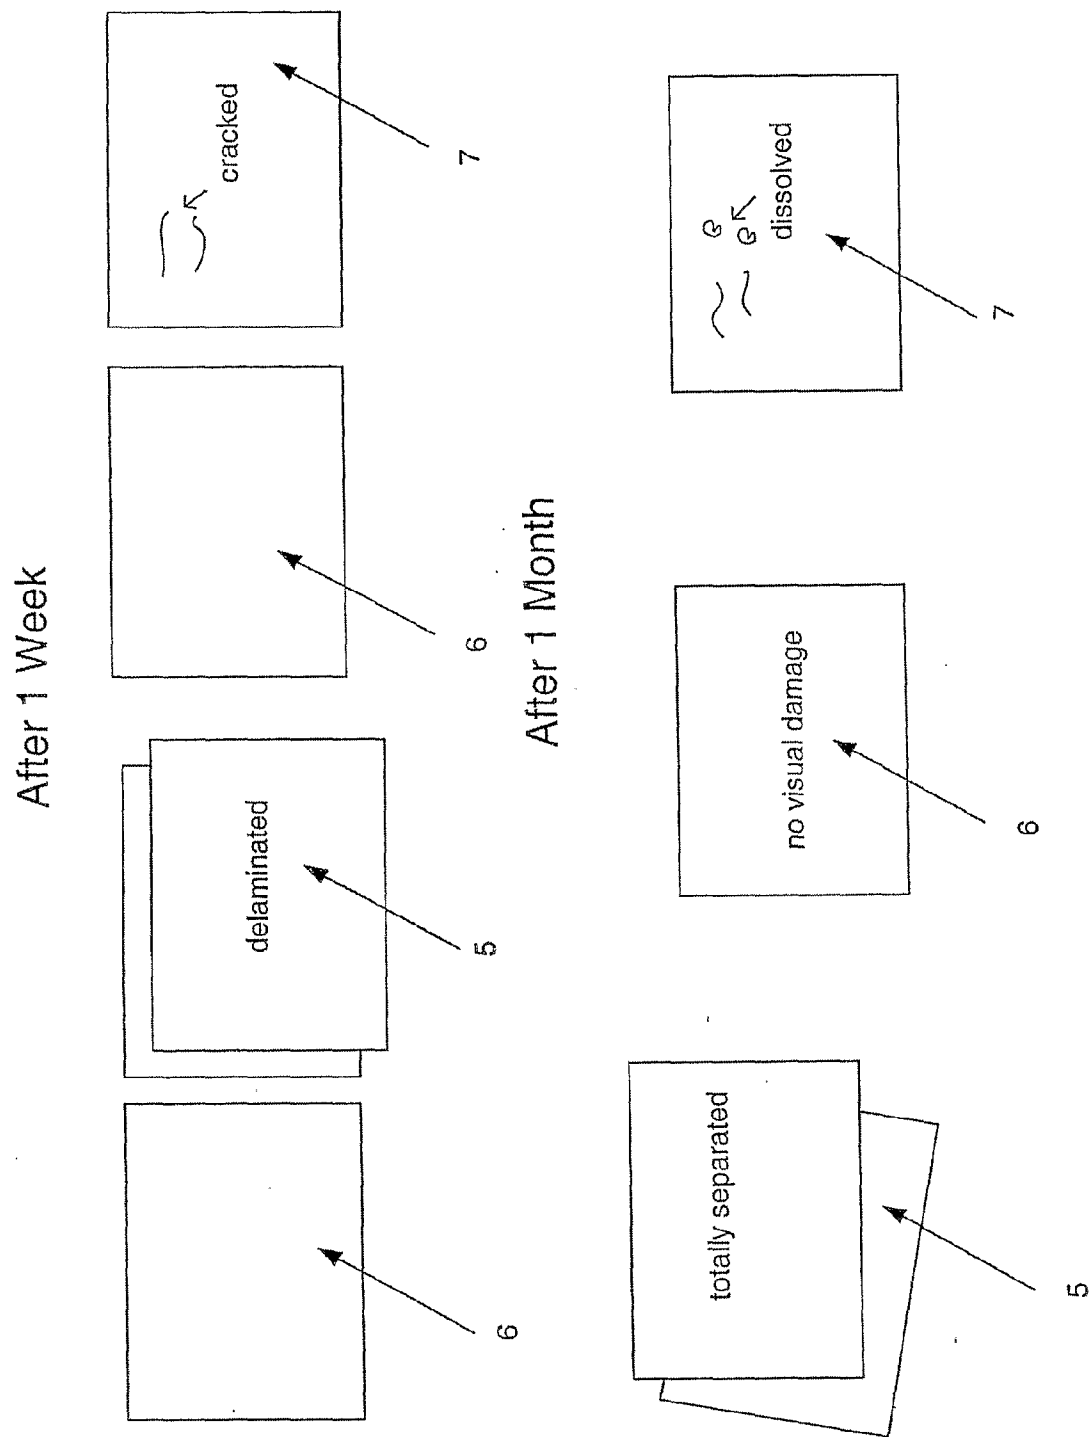 After 1 Week
delaminated
cracked
6
5
6
7
After 1 Month
totally separated
no visual damage
dissolved
5
6
7